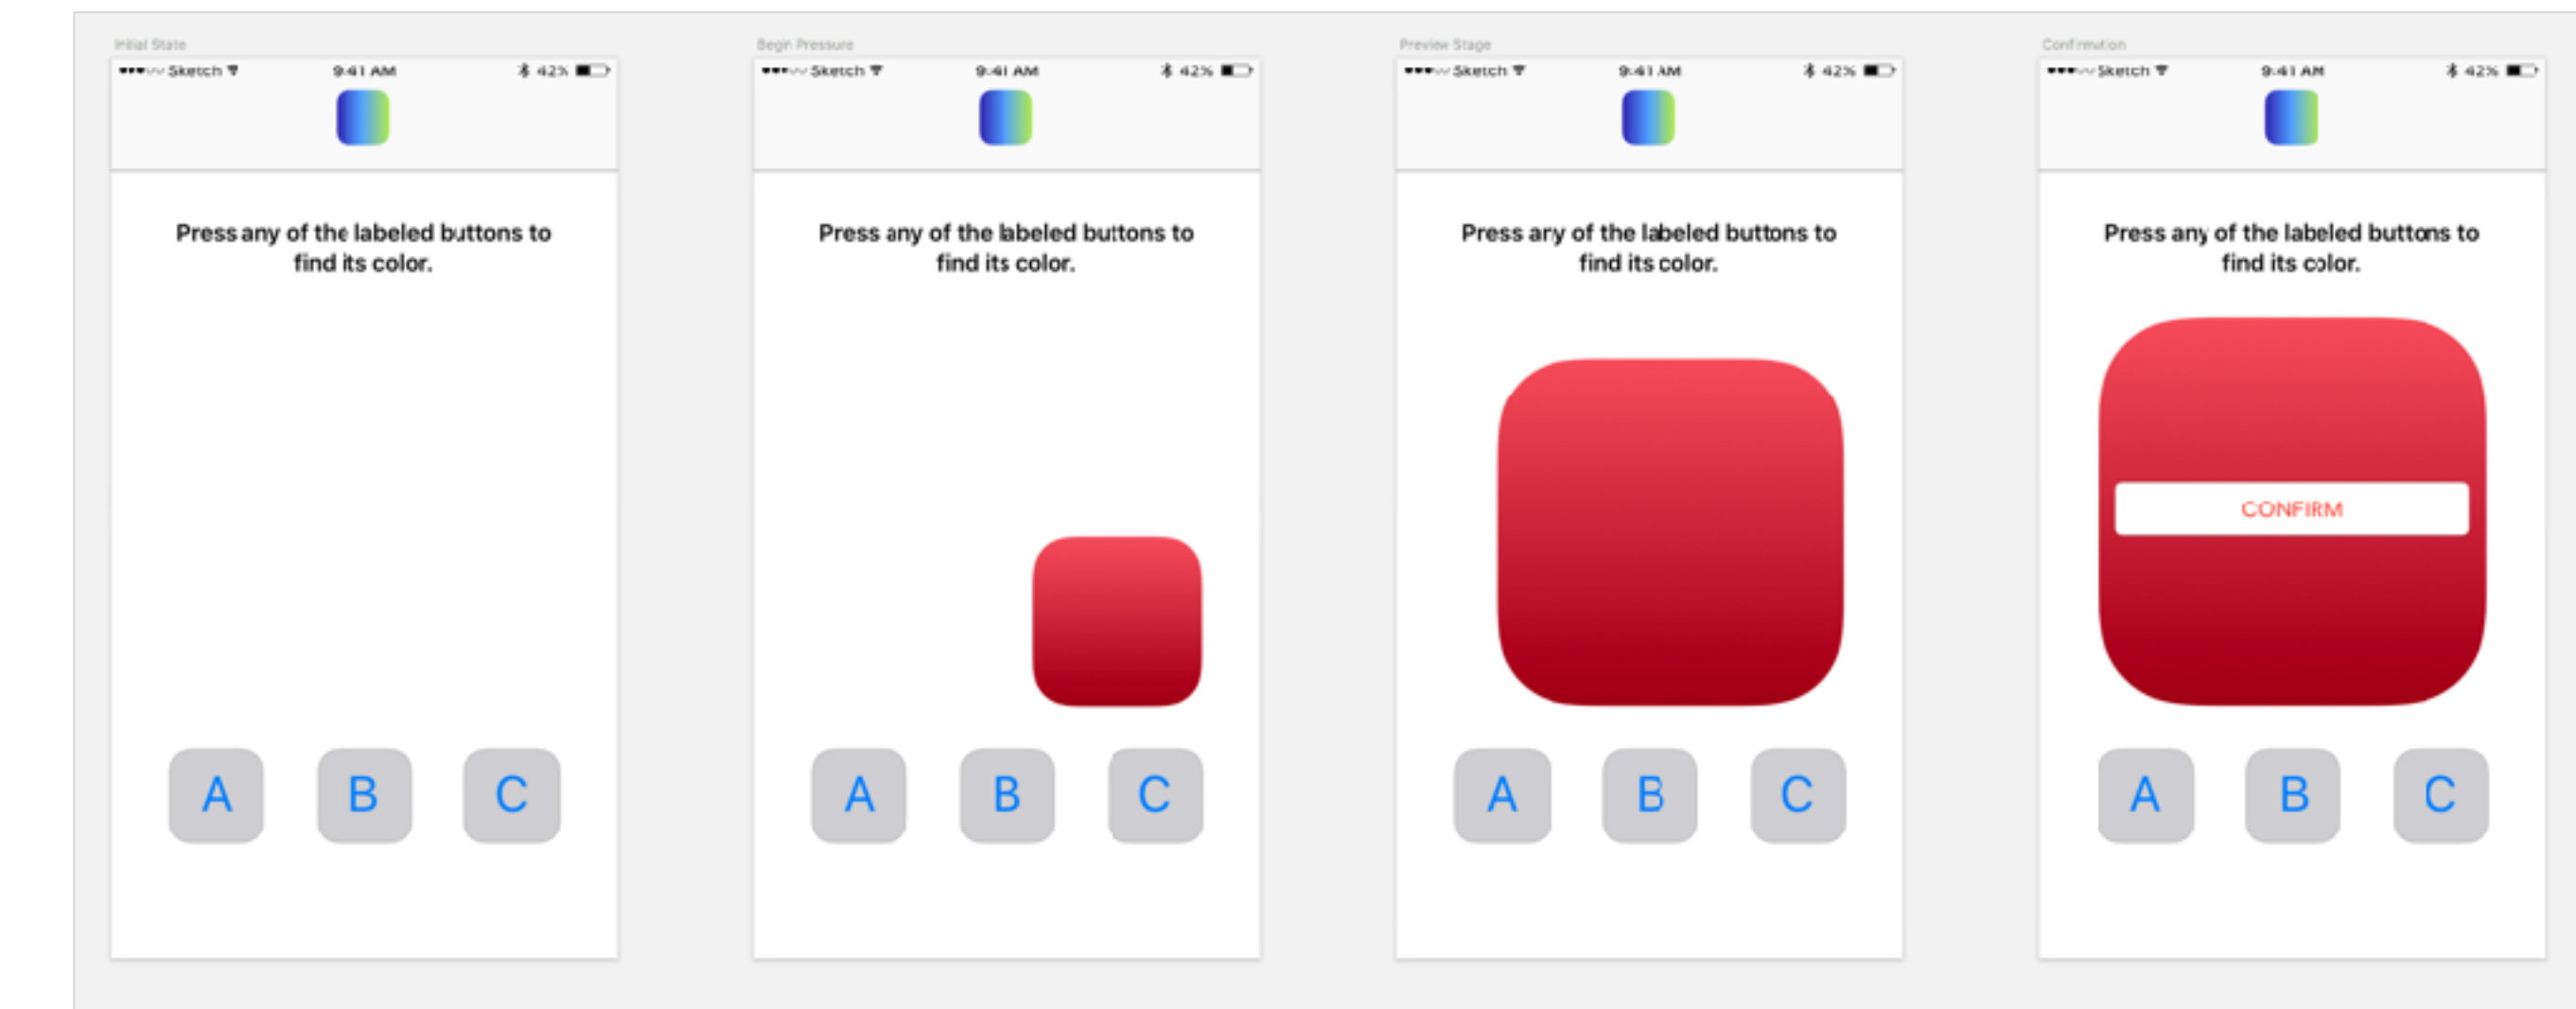 Initial State
Sketch 9:41 AM 42%
Press any of the labeled buttons to
find its color.
A B C
Begin Pressure
Sketch 9:41 AM 42%
Press any of the labeled buttons to
find its color.
A B C
Preview Stage
Sketch 9:41 AM 42%
Press any of the labeled buttons to
find its color.
A B C
Confirmation
Sketch 9:41 AM 42%
Press any of the labeled buttons to
find its color.
CONFIRM
A B C